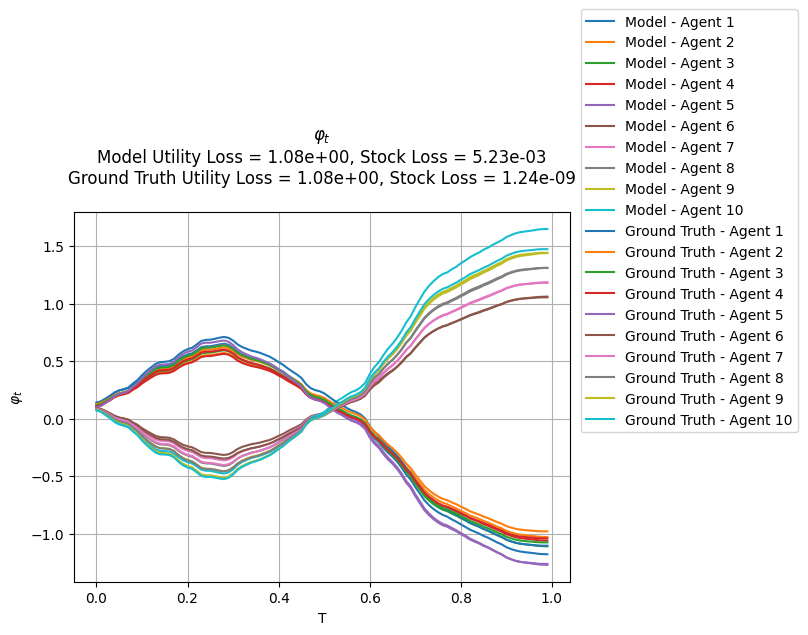 φt
Model Utility Loss = 1.08e+00, Stock Loss = 5.23e-03
Ground Truth Utility Loss = 1.08e+00, Stock Loss = 1.24e-09
Model - Agent 1
Model - Agent 2
Model - Agent 3
Model - Agent 4
Model - Agent 5
Model - Agent 6
Model - Agent 7
Model - Agent 8
Model - Agent 9
Model - Agent 10
Ground Truth - Agent 1
Ground Truth - Agent 2
Ground Truth - Agent 3
Ground Truth - Agent 4
Ground Truth - Agent 5
Ground Truth - Agent 6
Ground Truth - Agent 7
Ground Truth - Agent 8
Ground Truth - Agent 9
Ground Truth - Agent 10
φt
1.5
1.0
0.5
0.0
−0.5
−1.0
0.0 0.2 0.4 0.6 0.8 1.0
T